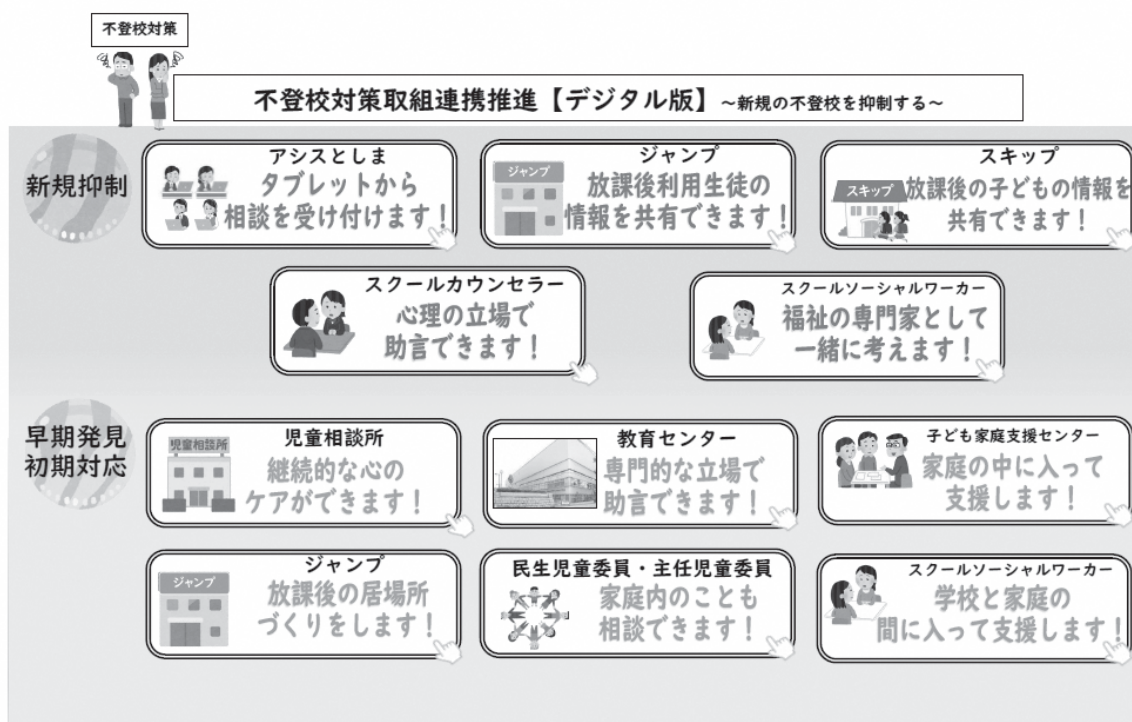 不登校対策
不登校対策取組連携推進【デジタル版】~新規の不登校を抑制する~
新規抑制
アシスとしま
タブレットから
相談を受け付けます!
ジャンプ
ジャンプ
放課後利用生徒の
情報を共有できます!
スキップ
スキップ
放課後の子どもの情報を
共有できます!
スクールカウンセラー
心理の立場で
助言できます!
スクールソーシャルワーカー
福祉の専門家として
一緒に考えます!
早期発見
初期対応
児童相談所
児童相談所
継続的な心の
ケアができます!
教育センター
専門的な立場で
助言できます!
子ども家庭支援センター
家庭の中に入って
支援します!
ジャンプ
ジャンプ
放課後の居場所
づくりをします!
民生児童委員・主任児童委員
家庭内のことも
相談できます!
スクールソーシャルワーカー
学校と家庭の
間に入って支援します!